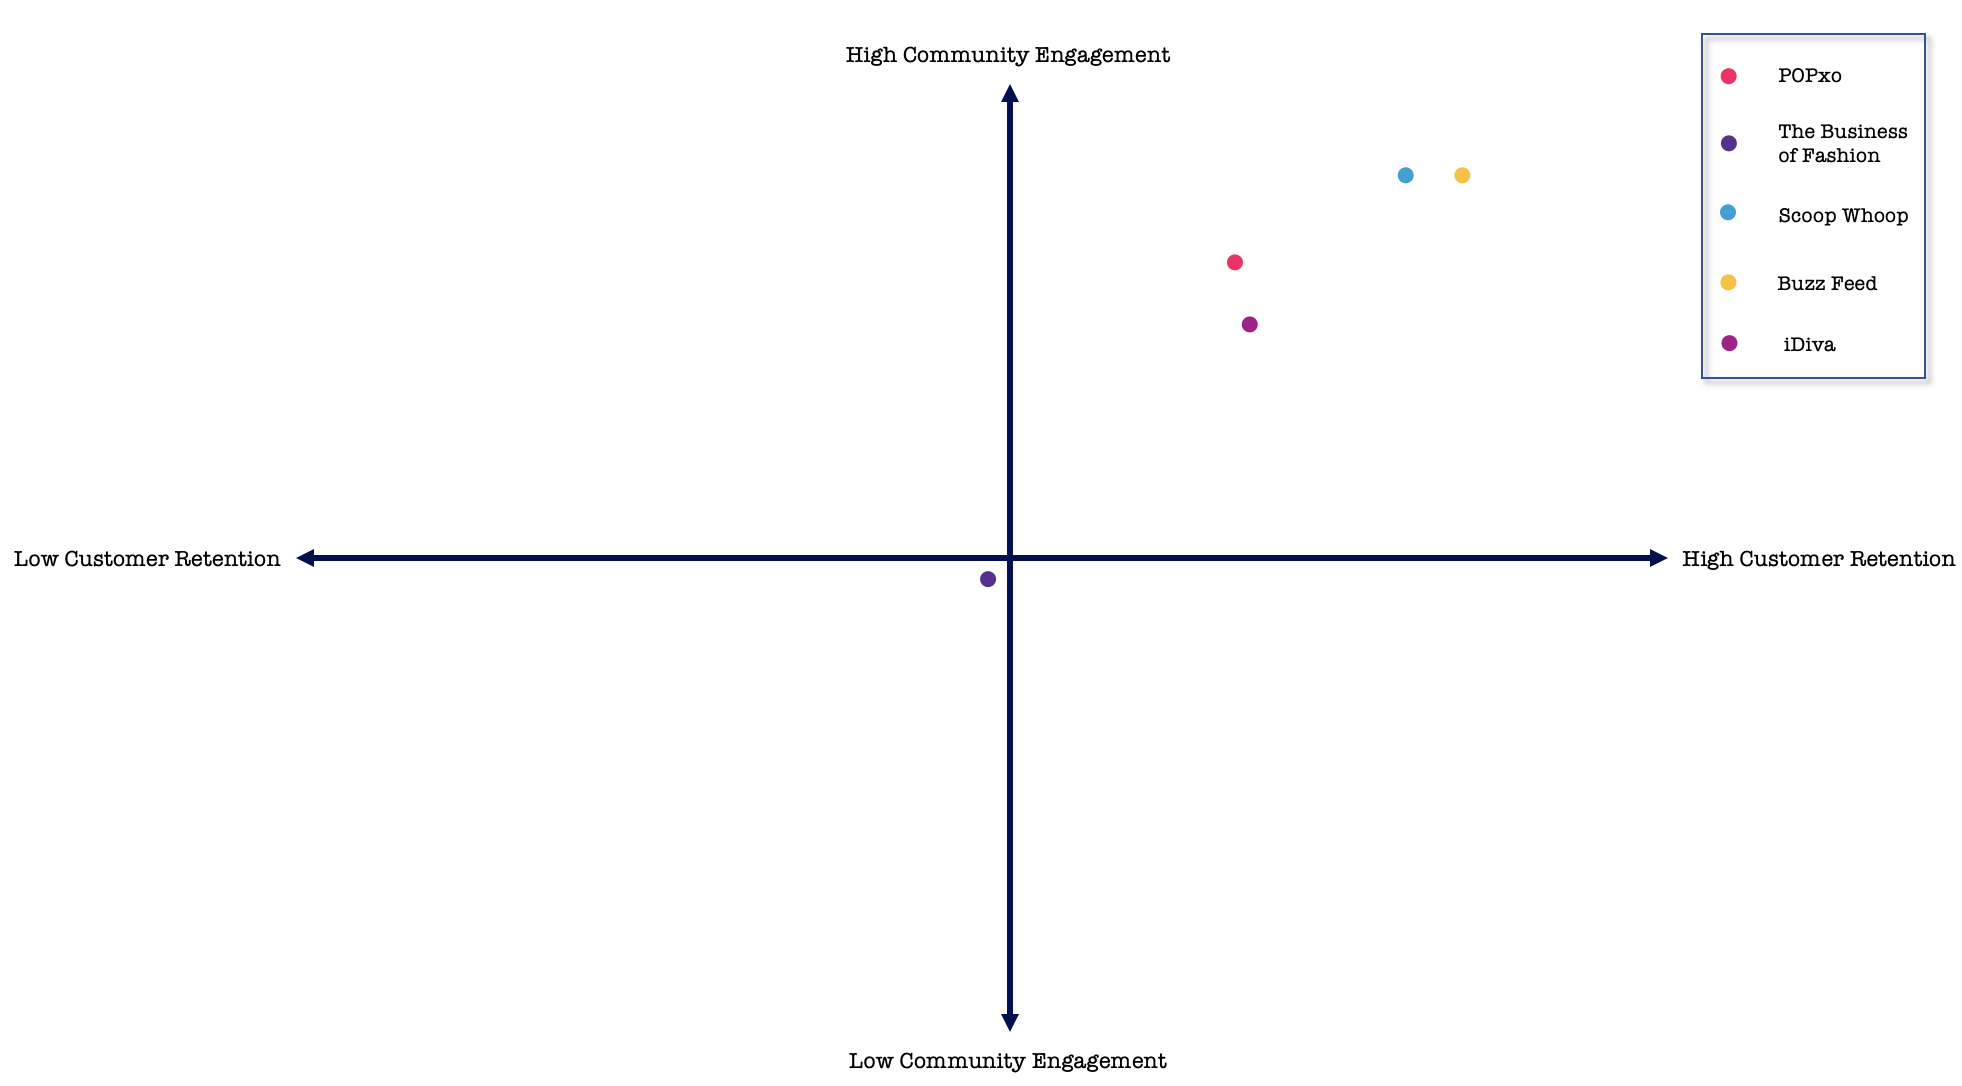 High Community Engagement
POPxo
The Business
of Fashion
Scoop Whoop
Buzz Feed
iDiva
Low Customer Retention
High Customer Retention
Low Community Engagement